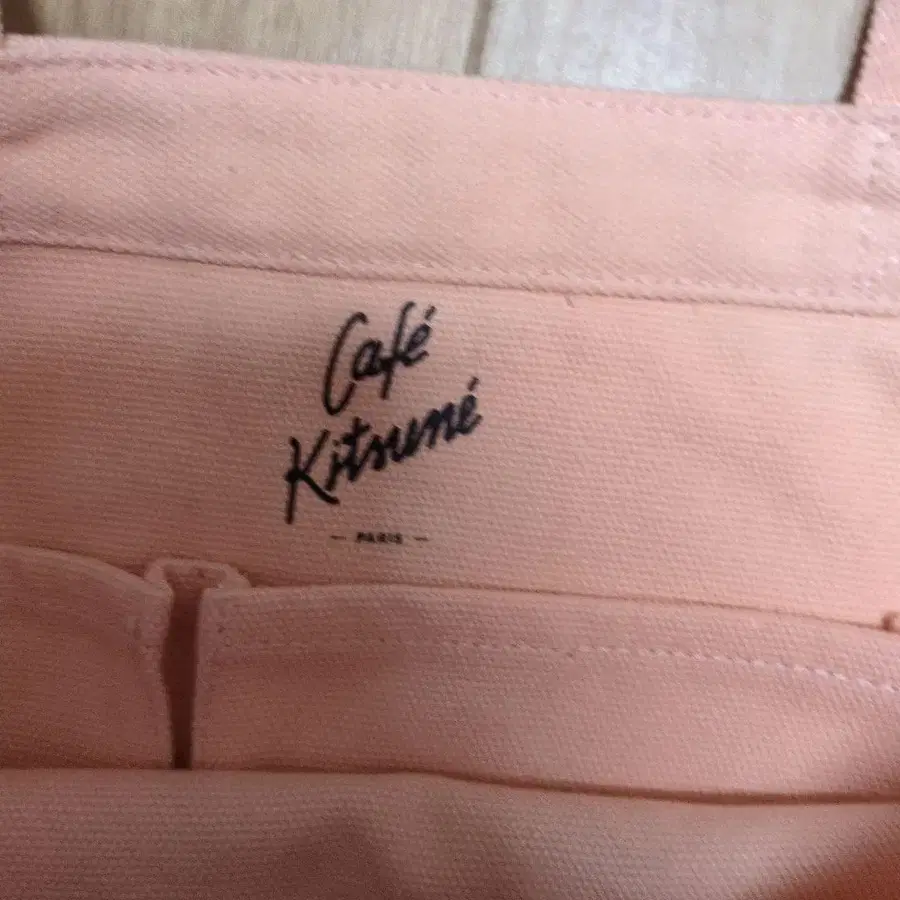 Café
Kitsuné
— PARIS —